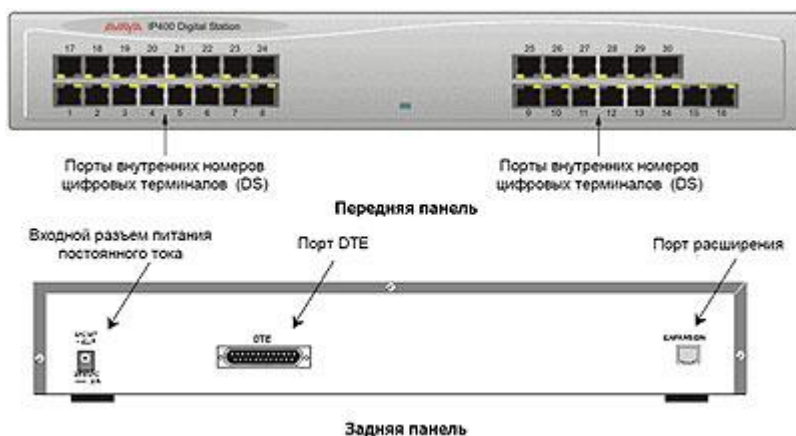 AVAYA IP400 Digital Station
17 18 19 20 21 22 23 24
25 26 27 28 29 30
1 2 3 4 5 6 7 8
9 10 11 12 13 14 15 16
Порты внутренних номеров
цифровых терминалов (DS)
Порты внутренних номеров
цифровых терминалов (DS)
Передняя панель
Входной разъем питания
постоянного тока
Порт DTE
Порт расширения
DTE
EXPANSION
Задняя панель